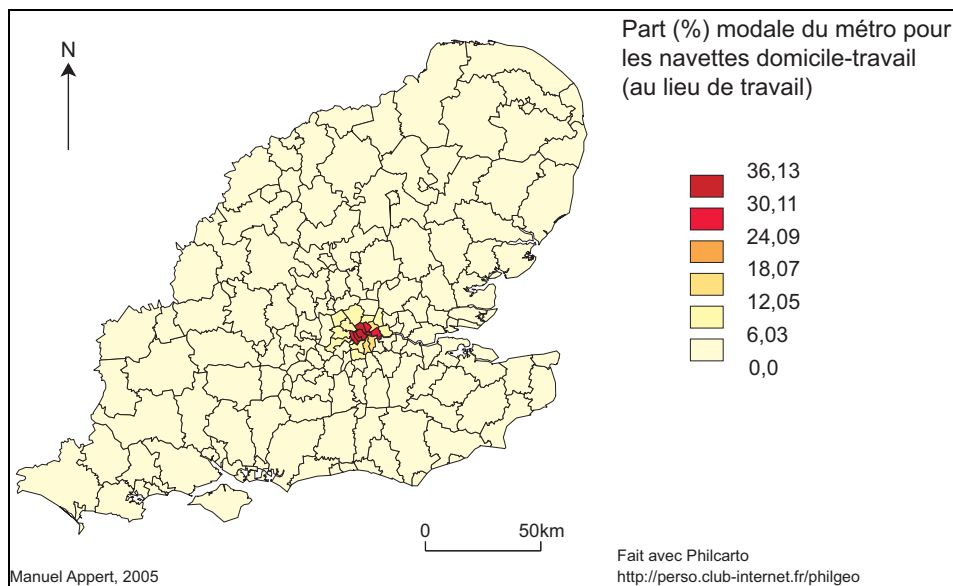 Part (%) modale du métro pour
les navettes domicile-travail
(au lieu de travail)
N
36,13
30,11
24,09
18,07
12,05
6,03
0,0
0 50km
Manuel Appert, 2005
Fait avec Philcarto
http://perso.club-internet.fr/philgeo